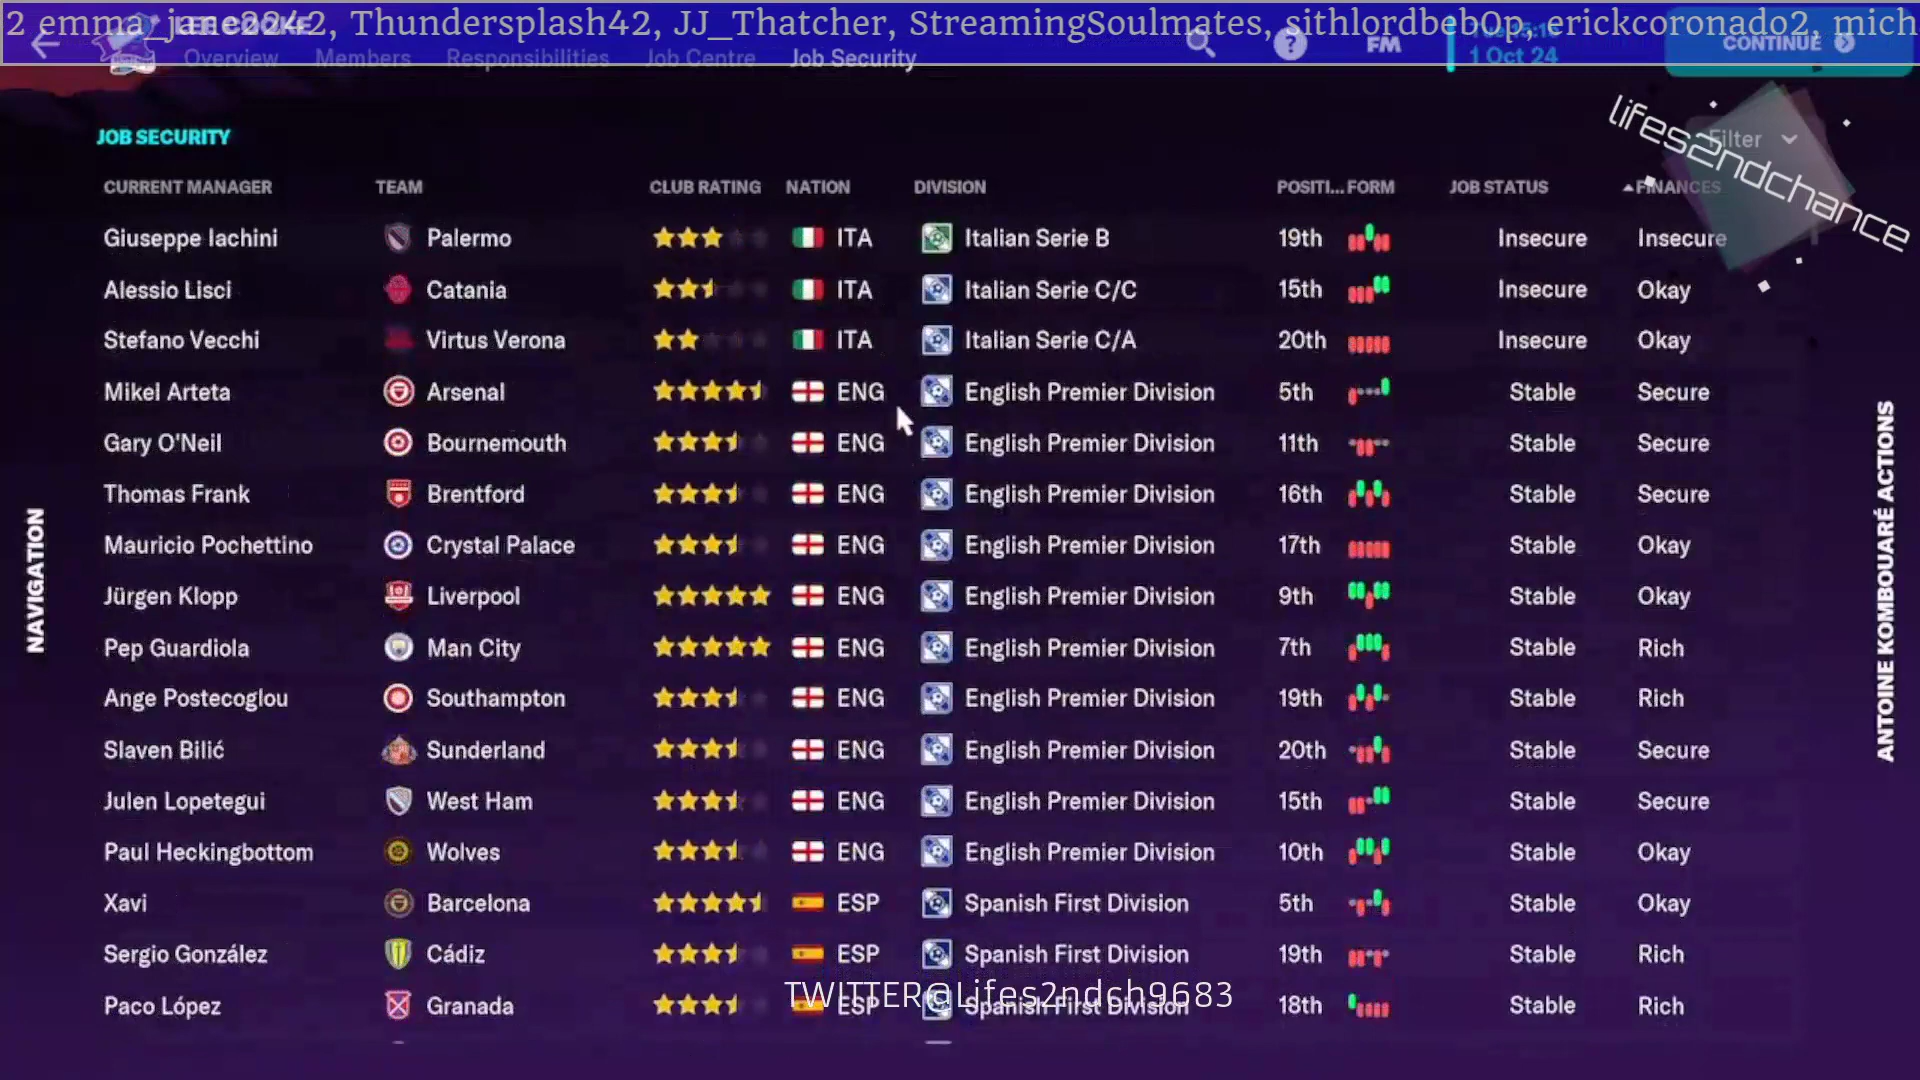 2 emma_jane2242, Thundersplash42, JJ_Thatcher, StreamingSoulmates, sithlordbeb0p, erickcoronado2, mich
Overview Members Responsibilities Job Centre Job Security
FM
1 Oct 24
CONTINUE
lifes2ndchance
JOB SECURITY
Filter
CURRENT MANAGER TEAM CLUB RATING NATION DIVISION POSITI... FORM JOB STATUS FINANCES
Giuseppe Iachini Palermo ITA Italian Serie B 19th Insecure Insecure
Alessio Lisci Catania ITA Italian Serie C/C 15th Insecure Okay
Stefano Vecchi Virtus Verona ITA Italian Serie C/A 20th Insecure Okay
Mikel Arteta Arsenal ENG English Premier Division 5th Stable Secure
Gary O'Neil Bournemouth ENG English Premier Division 11th Stable Secure
Thomas Frank Brentford ENG English Premier Division 16th Stable Secure
Mauricio Pochettino Crystal Palace ENG English Premier Division 17th Stable Okay
Jürgen Klopp Liverpool ENG English Premier Division 9th Stable Okay
Pep Guardiola Man City ENG English Premier Division 7th Stable Rich
Ange Postecoglou Southampton ENG English Premier Division 19th Stable Rich
Slaven Bilić Sunderland ENG English Premier Division 20th Stable Secure
Julen Lopetegui West Ham ENG English Premier Division 15th Stable Secure
Paul Heckingbottom Wolves ENG English Premier Division 10th Stable Okay
Xavi Barcelona ESP Spanish First Division 5th Stable Okay
Sergio González Cádiz ESP Spanish First Division 19th Stable Rich
Paco López Granada ESP Spanish First Division 18th Stable Rich
TWITTER@Lifes2ndch9683
NAVIGATION
ANTOINE KOMBOUARÉ ACTIONS